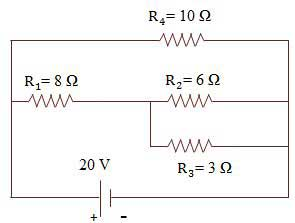 R₄= 10 Ω
R₁= 8 Ω
R₂= 6 Ω
R₃= 3 Ω
20 V
+ -